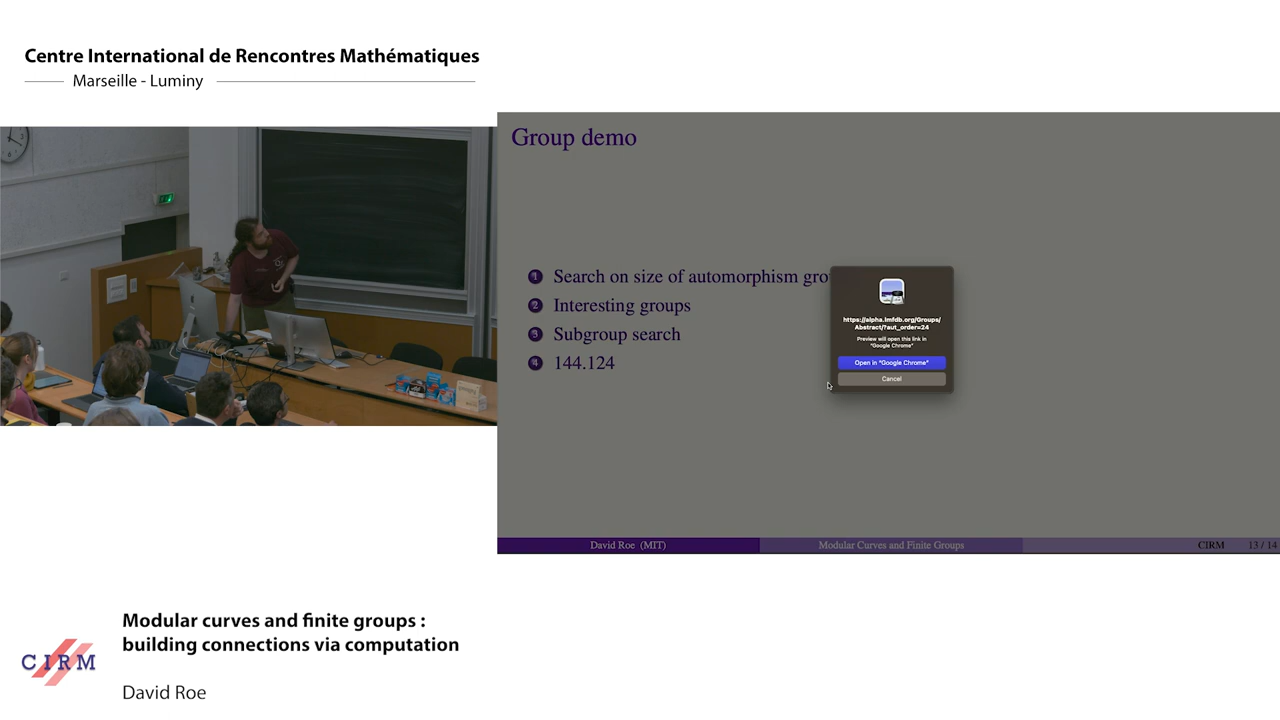 Centre International de Rencontres Mathématiques
Marseille - Luminy
Group demo
1 Search on size of automorphism gro
2 Interesting groups
3 Subgroup search
4 144.124
https://alpha.lmfdb.org/Groups/
Abstract/?aut_order=24
Preview will open this link in
"Google Chrome"
Open in "Google Chrome"
Cancel
David Roe (MIT)
Modular Curves and Finite Groups
CIRM
13 / 14
Modular curves and finite groups :
building connections via computation
CIRM
David Roe